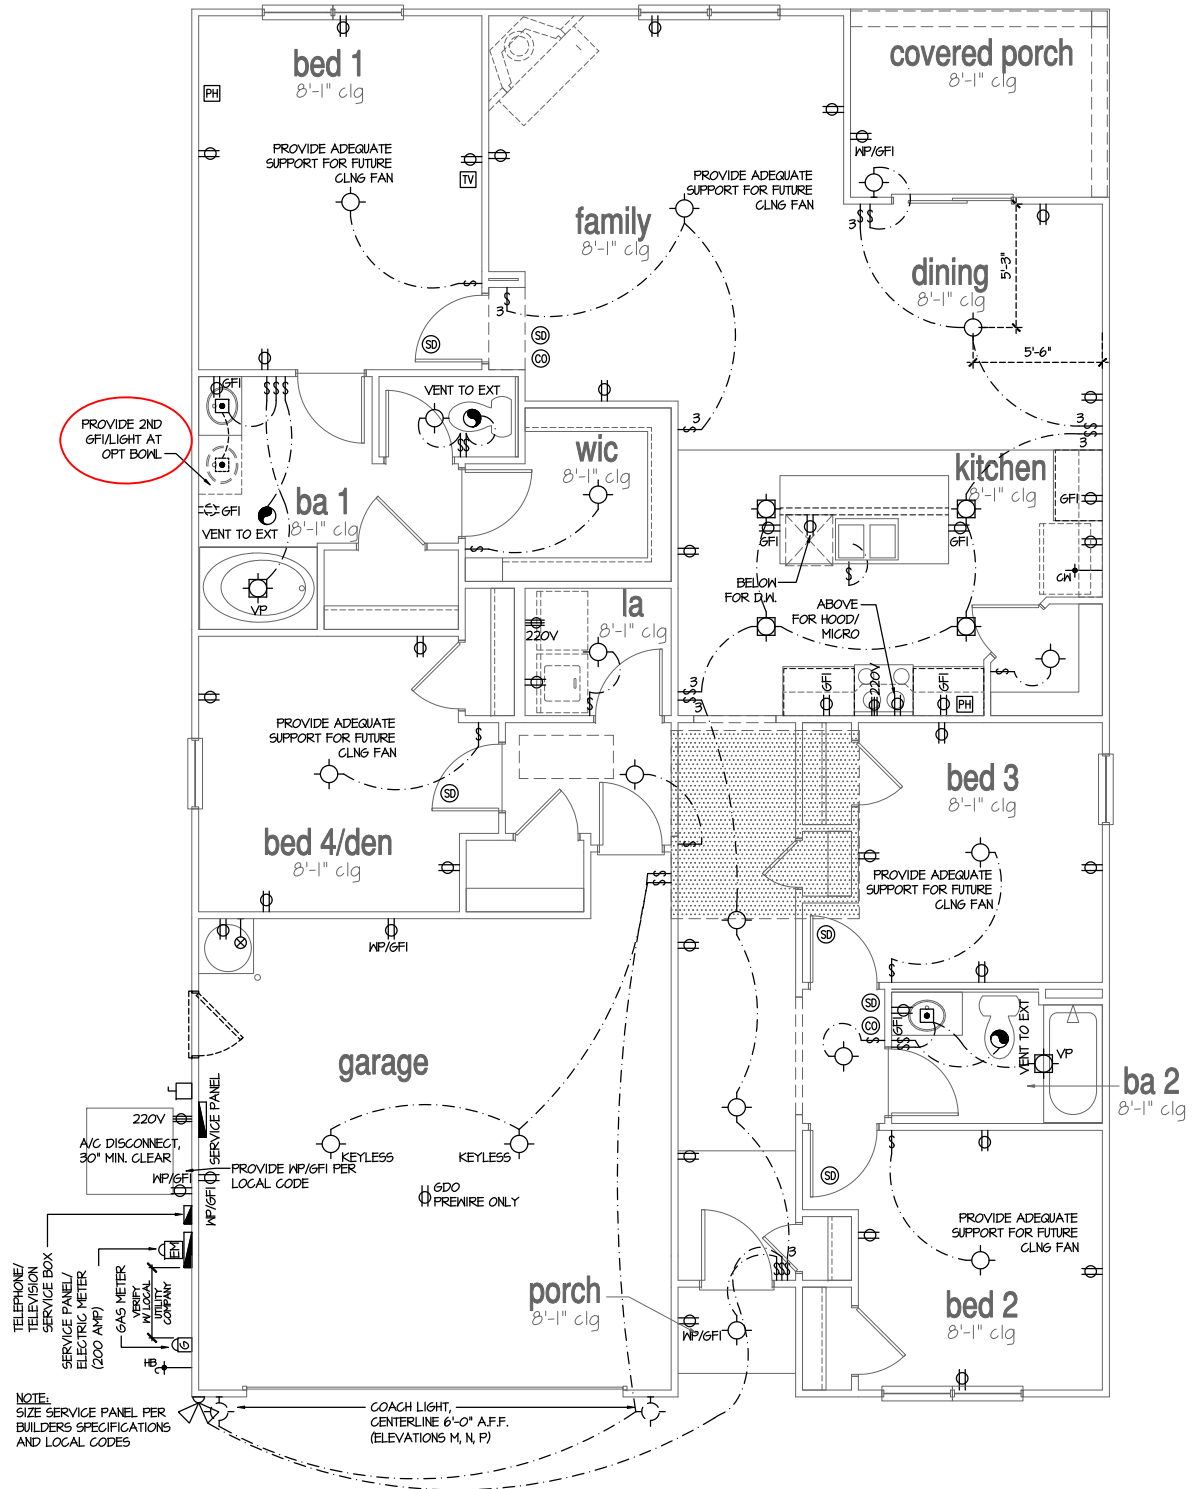 bed 1
8'-1" clg
covered porch
8'-1" clg
PH
PROVIDE ADEQUATE
SUPPORT FOR FUTURE
CLNG FAN
TV
WP/GFI
PROVIDE ADEQUATE
SUPPORT FOR FUTURE
CLNG FAN
family
8'-1" clg
3
dining
8'-1" clg
5'-3"
3
SD
SD
CO
5'-6"
GFI
VENT TO EXT
PROVIDE 2ND
GFI/LIGHT AT
OPT BOWL
3
3
3
wic
8'-1" clg
kitchen
8'-1" clg
GFI
ba 1
8'-1" clg
GFI
VENT TO EXT
GFI
GFI
BELOW
FOR D.W.
CW
VP
la
8'-1" clg
220V
ABOVE
FOR HOOD/
MICRO
GFI
220V
GFI
PH
3
3
PROVIDE ADEQUATE
SUPPORT FOR FUTURE
CLNG FAN
SD
bed 3
8'-1" clg
bed 4/den
8'-1" clg
PROVIDE ADEQUATE
SUPPORT FOR FUTURE
CLNG FAN
WP/GFI
SD
SD
CO
GFI
VENT TO EXT
VP
garage
ba 2
8'-1" clg
SERVICE PANEL
220V
A/C DISCONNECT,
30" MIN. CLEAR
KEYLESS
KEYLESS
WP/GFI
PROVIDE WP/GFI PER
LOCAL CODE
WP/GFI
GDO
PREWIRE ONLY
SD
PROVIDE ADEQUATE
SUPPORT FOR FUTURE
CLNG FAN
EM
TELEPHONE/
TELEVISION
SERVICE BOX
SERVICE PANEL/
ELECTRIC METER
(200 AMP)
GAS METER
VERIFY
W/ LOCAL
UTILITY
COMPANY
G
HB
3
porch
8'-1" clg
WP/GFI
bed 2
8'-1" clg
NOTE:
SIZE SERVICE PANEL PER
BUILDERS SPECIFICATIONS
AND LOCAL CODES
COACH LIGHT,
CENTERLINE 6'-0" A.F.F.
(ELEVATIONS M, N, P)